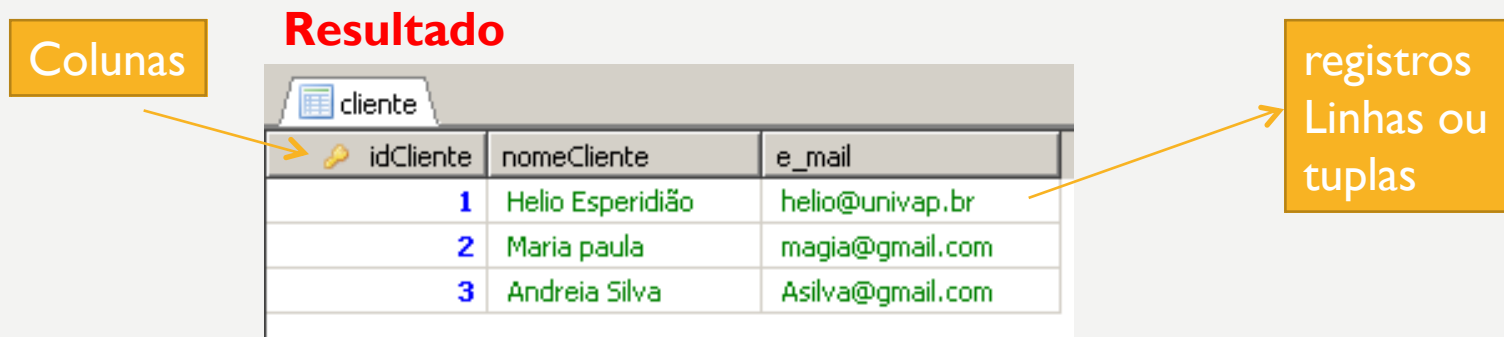 Resultado
Colunas
registros
Linhas ou
tuplas
cliente
idCliente nomeCliente e_mail
1 Helio Esperidião helio@univap.br
2 Maria paula magia@gmail.com
3 Andreia Silva Asilva@gmail.com